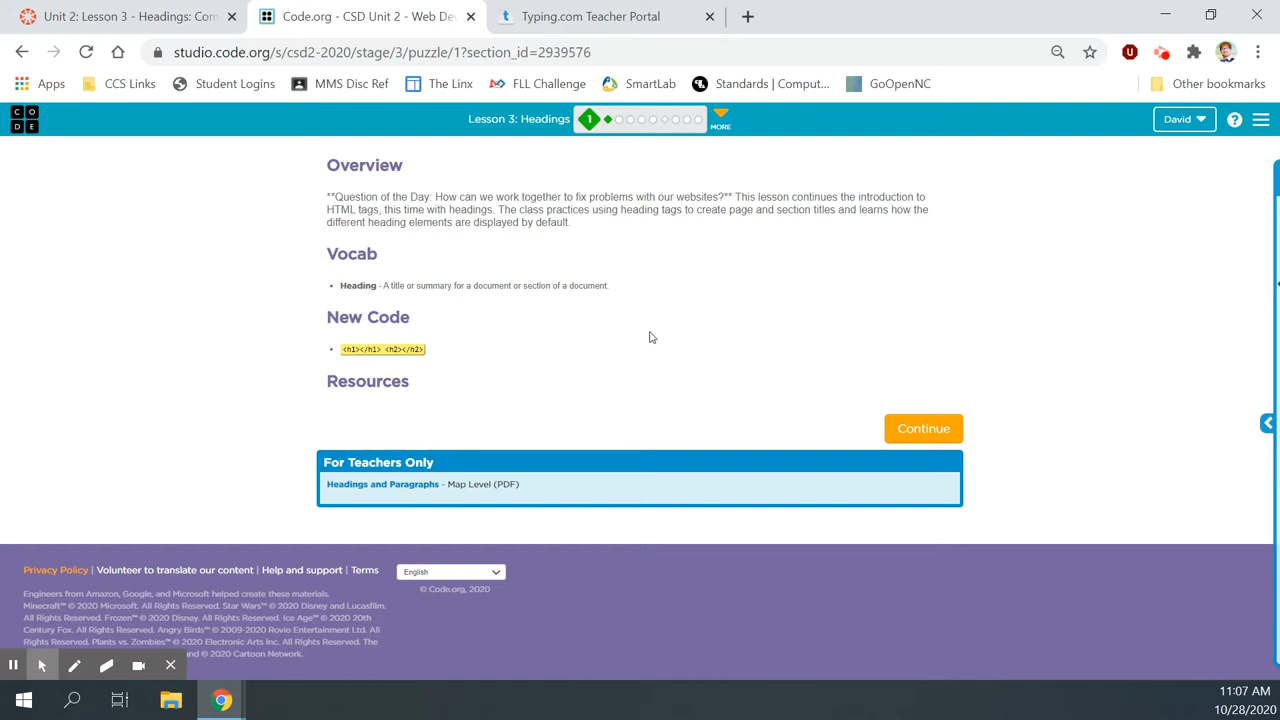 Unit 2: Lesson 3 - Headings: Com
Code.org - CSD Unit 2 - Web De
Typing.com Teacher Portal
studio.code.org/s/csd2-2020/stage/3/puzzle/1?section_id=2939576
Apps
CCS Links
Student Logins
MMS Disc Ref
The Linx
FLL Challenge
SmartLab
Standards | Comput...
GoOpenNC
Other bookmarks
C O
D E
Lesson 3: Headings
1
MORE
David
?
Overview
**Question of the Day: How can we work together to fix problems with our websites?** This lesson continues the introduction to
HTML tags, this time with headings. The class practices using heading tags to create page and section titles and learns how the
different heading elements are displayed by default.
Vocab
• Heading - A title or summary for a document or section of a document.
New Code
• <h1></h1> <h2></h2>
Resources
Continue
For Teachers Only
Headings and Paragraphs - Map Level (PDF)
Privacy Policy | Volunteer to translate our content | Help and support | Terms
English
© Code.org, 2020
Engineers from Amazon, Google, and Microsoft helped create these materials.
Minecraft™ © 2020 Microsoft. All Rights Reserved. Star Wars™ © 2020 Disney and Lucasfilm.
All Rights Reserved. Frozen™ © 2020 Disney. All Rights Reserved. Ice Age™ © 2020 20th
Century Fox. All Rights Reserved. Angry Birds™ © 2009-2020 Rovio Entertainment Ltd. All
Rights Reserved. Plants vs. Zombies™ © 2020 Electronic Arts Inc. All Rights Reserved. The
and © 2020 Cartoon Network.
11:07 AM
10/28/2020